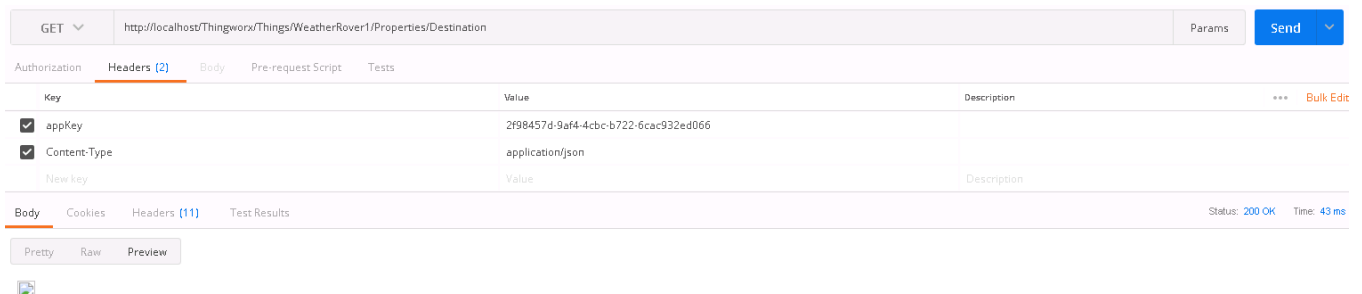 GET http://localhost/Thingworx/Things/WeatherRover1/Properties/Destination Params Send
Authorization Headers (2) Body Pre-request Script Tests
Key Value Description ••• Bulk Edit
appKey 2f98457d-9af4-4cbc-b722-6cac932ed066
Content-Type application/json
New key Value Description
Body Cookies Headers (11) Test Results Status: 200 OK Time: 43 ms
Pretty Raw Preview